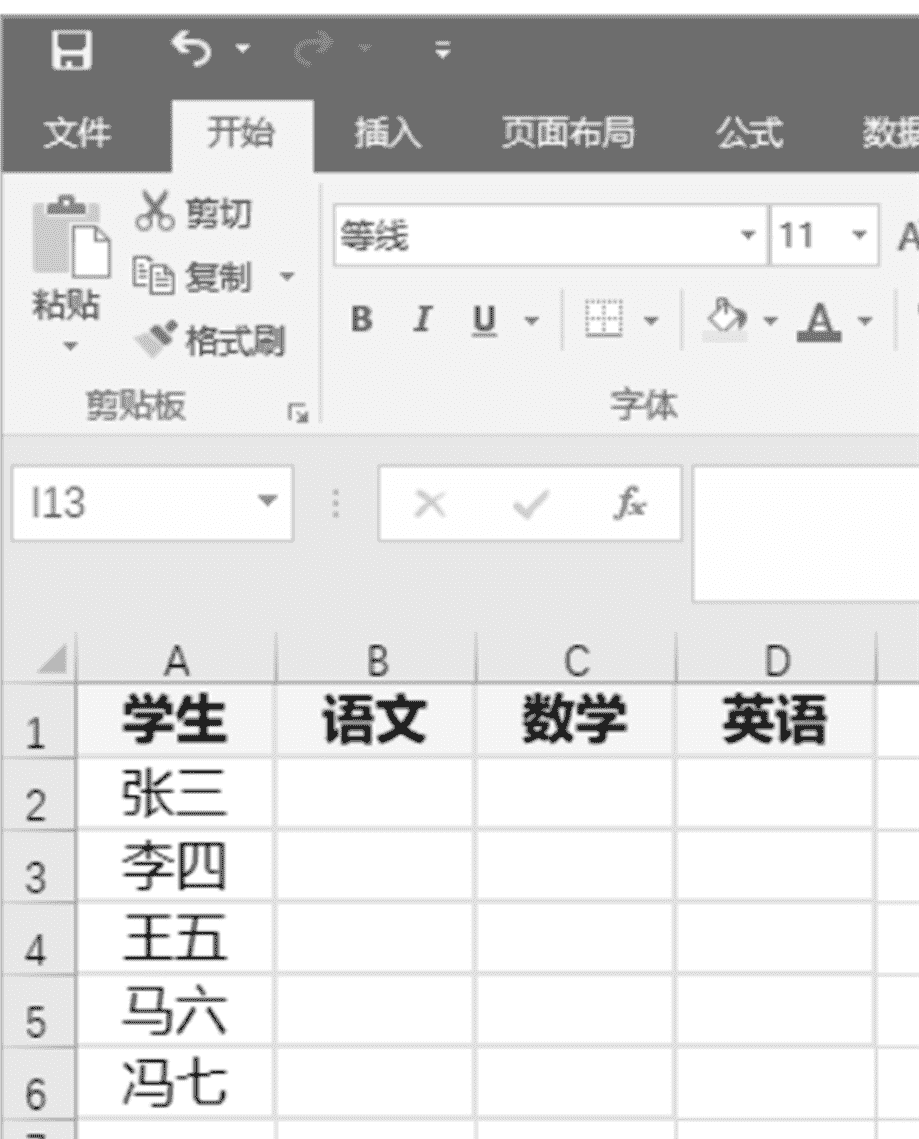 文件 开始 插入 页面布局 公式 数据
剪切
等线 11 A
复制
粘贴
B I U A
格式刷
剪贴板 字体
I13 fx
A B C D
1 学生 语文 数学 英语
2 张三
3 李四
4 王五
5 马六
6 冯七